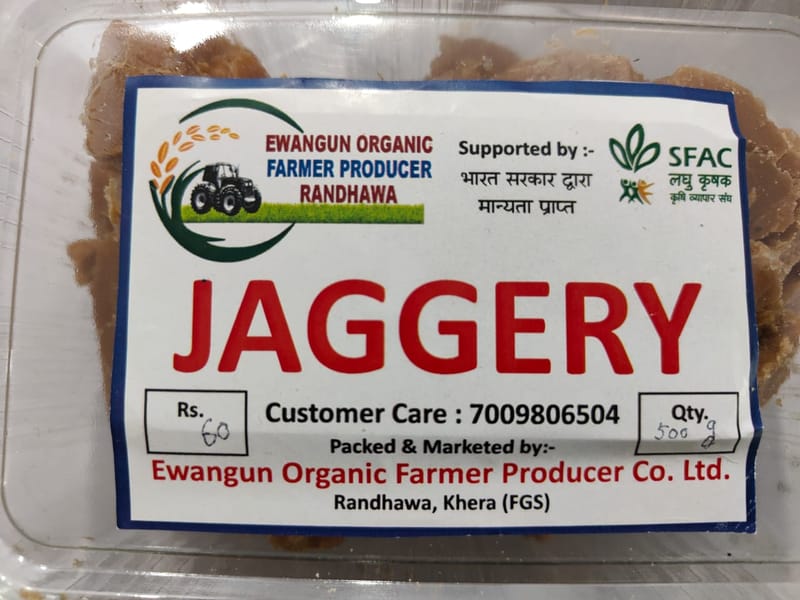 EWANGUN ORGANIC
FARMER PRODUCER
RANDHAWA
Supported by :-
भारत सरकार द्वारा
मान्यता प्राप्त
SFAC
लघु कृषक
कृषि व्यापार संघ
JAGGERY
Rs.
60
Customer Care : 7009806504
Qty.
500 g
Packed & Marketed by:-
Ewangun Organic Farmer Producer Co. Ltd.
Randhawa, Khera (FGS)